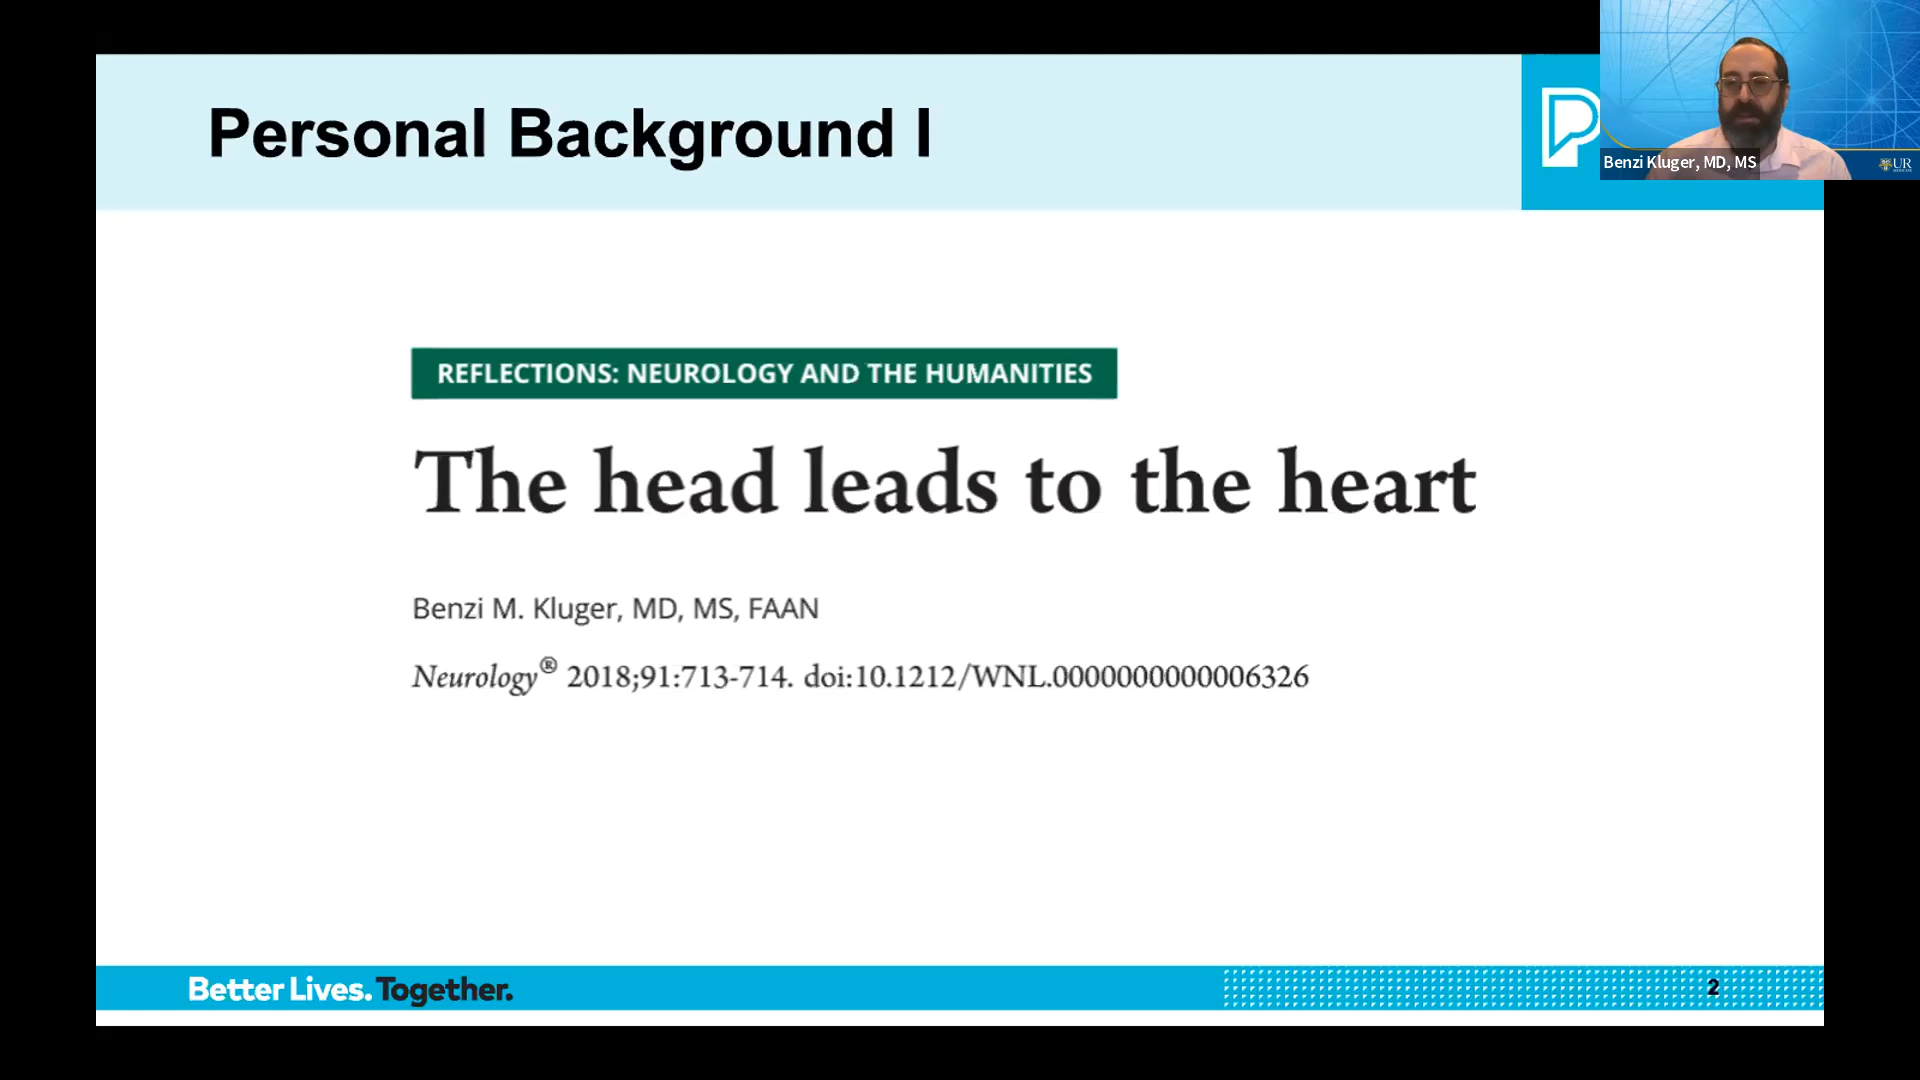 Personal Background I
P
Benzi Kluger, MD, MS
UR
REFLECTIONS: NEUROLOGY AND THE HUMANITIES
The head leads to the heart
Benzi M. Kluger, MD, MS, FAAN
Neurology® 2018;91:713-714. doi:10.1212/WNL.0000000000006326
Better Lives. Together.
2